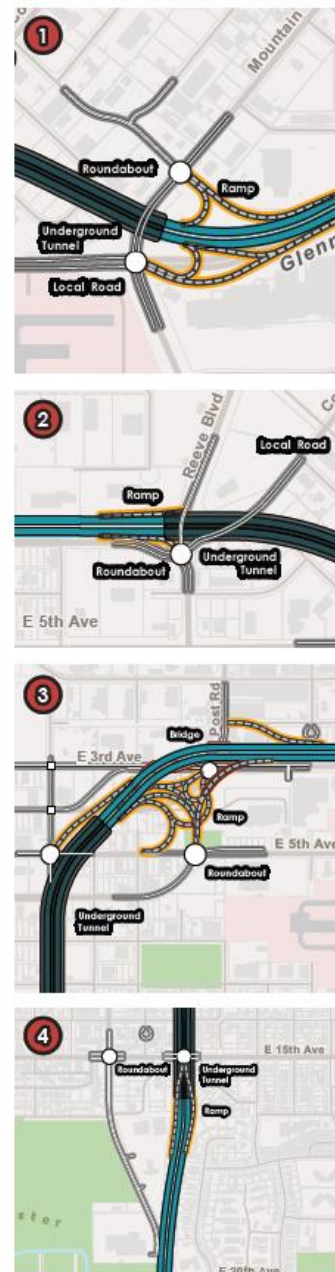 1
Mountain
Roundabout
Ramp
Underground
Tunnel
Local Road
Glenn
2
Reeve Blvd
Local Road
Ramp
Roundabout
Underground
Tunnel
E 5th Ave
3
Post Rd
Bridge
E 3rd Ave
Ramp
E 5th Ave
Roundabout
Underground
Tunnel
4
E 15th Ave
Roundabout
Underground
Tunnel
Ramp
ster